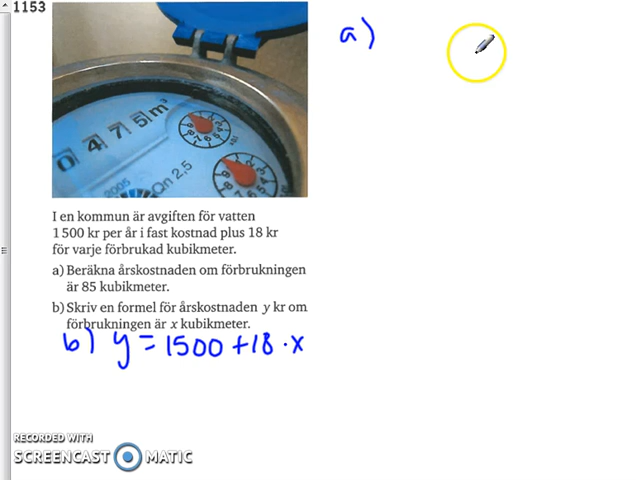 1153
a)
0 4 7 5 m³
2005
Qn 2,5
I en kommun är avgiften för vatten
1 500 kr per år i fast kostnad plus 18 kr
för varje förbrukad kubikmeter.
a) Beräkna årskostnaden om förbrukningen
är 85 kubikmeter.
b) Skriv en formel för årskostnaden y kr om
förbrukningen är x kubikmeter.
b) y = 1500 + 18 · x
RECORDED WITH
SCREENCAST MATIC